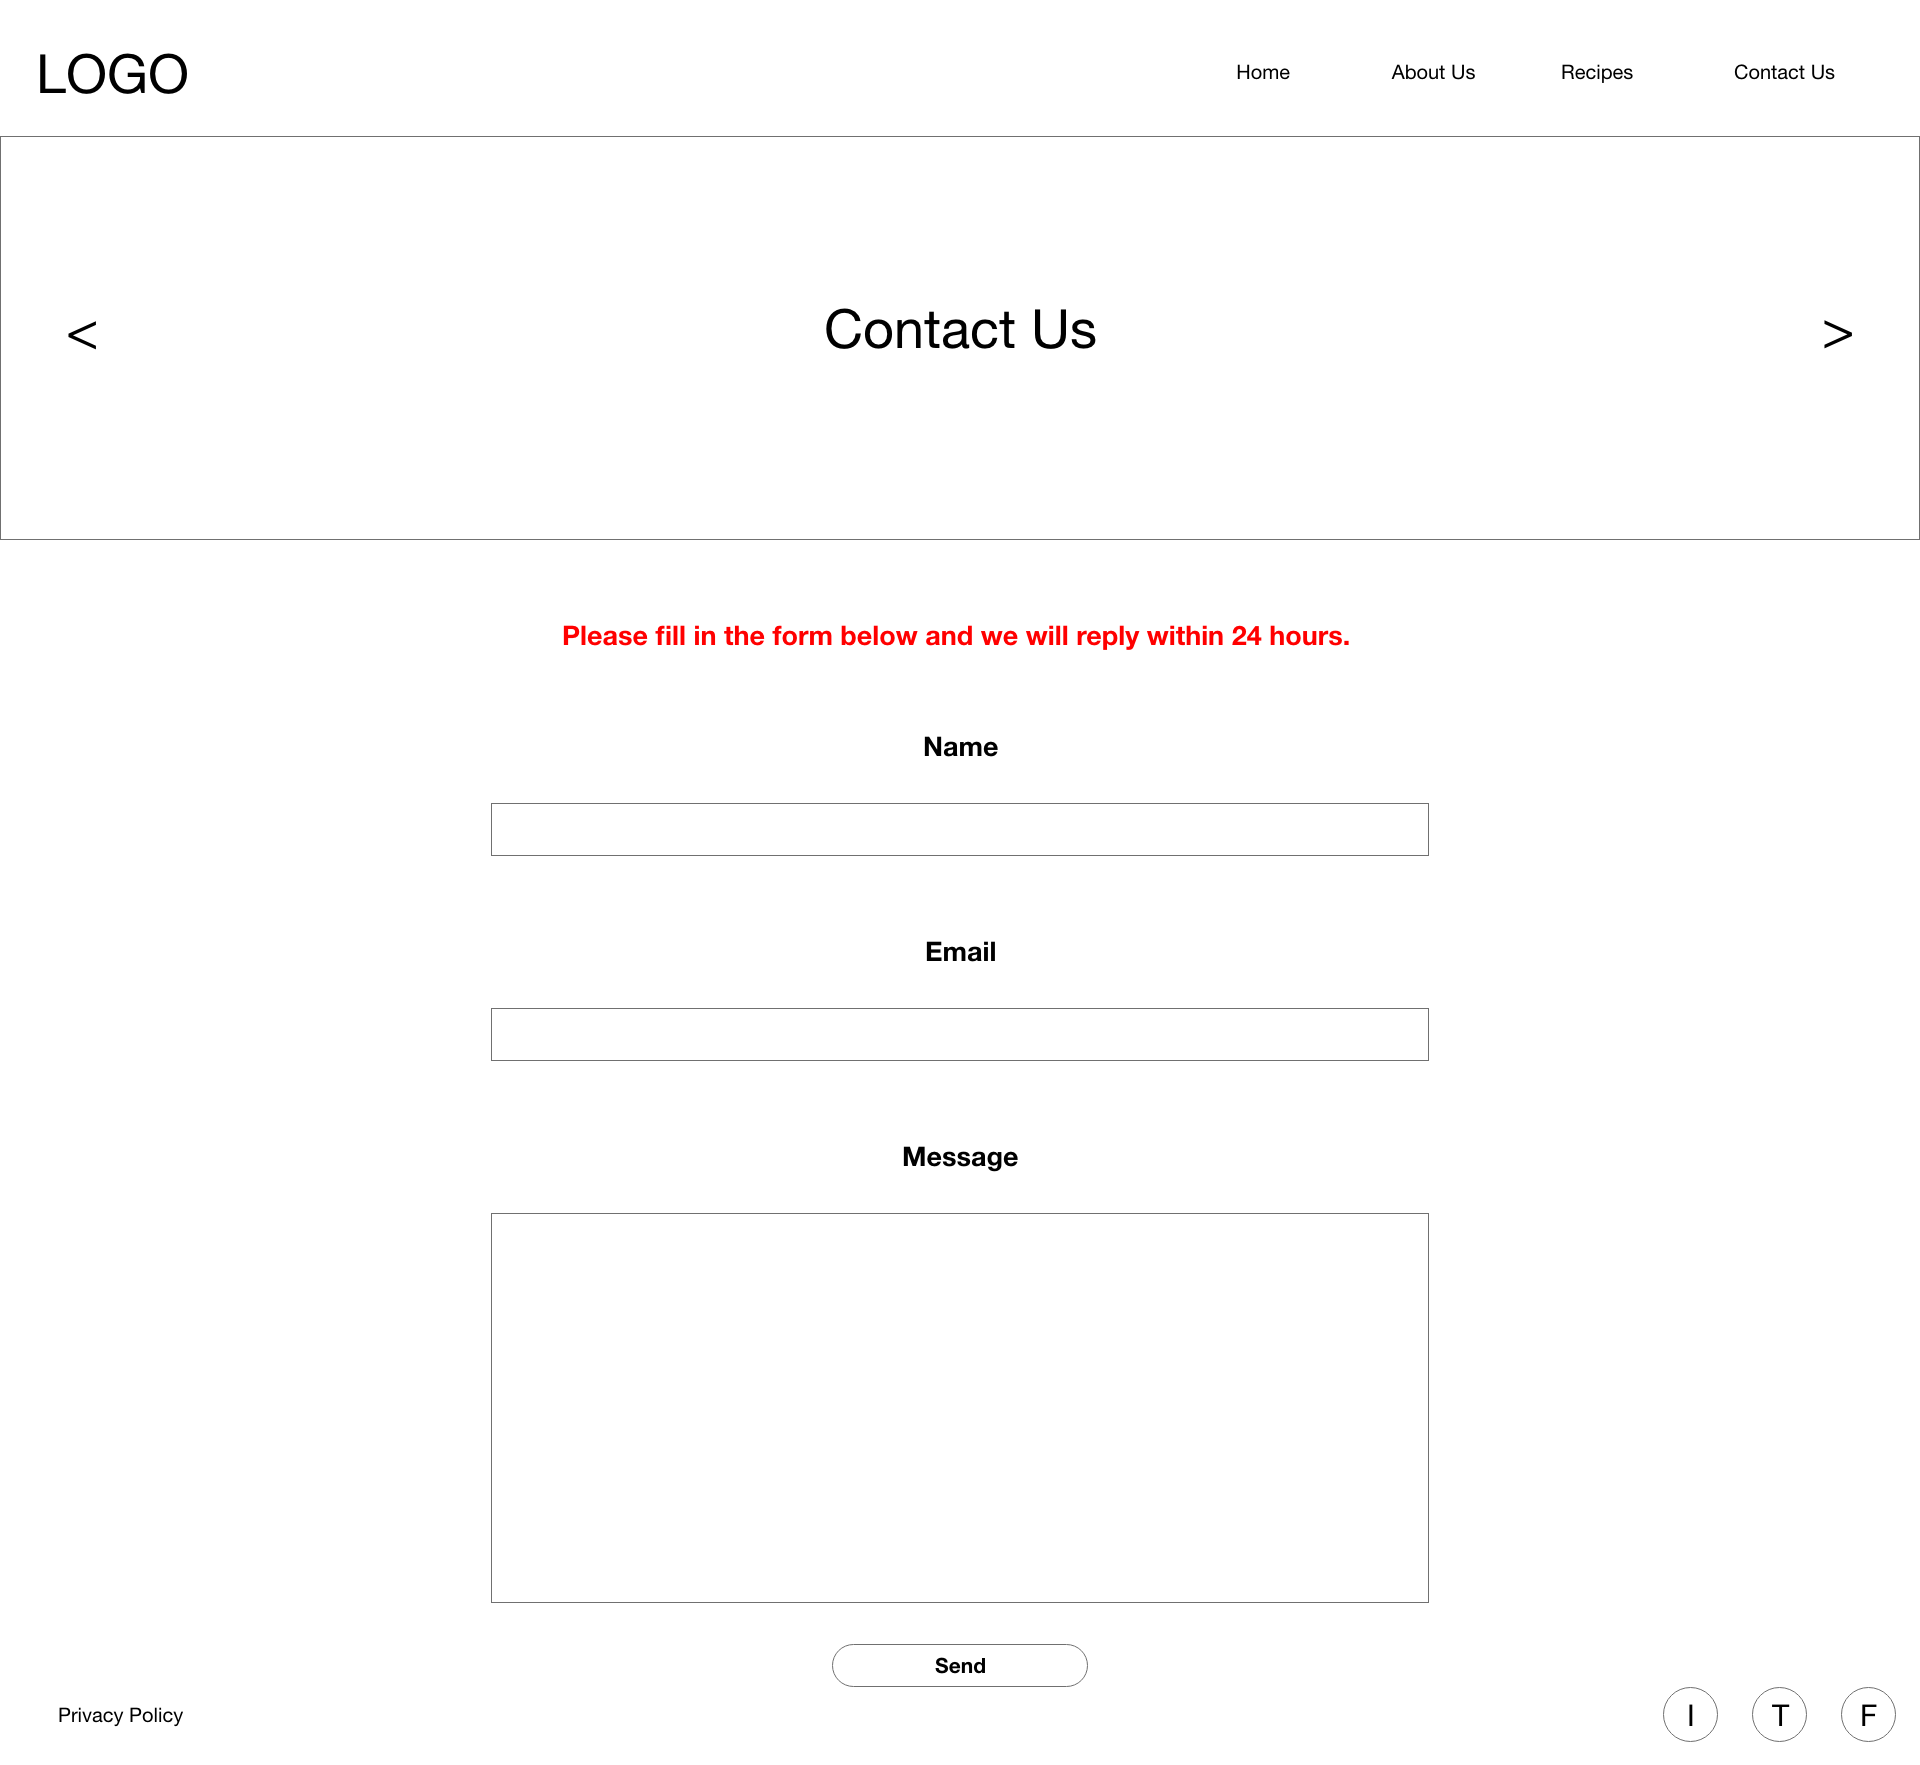 LOGO
Home About Us Recipes Contact Us
< Contact Us >
Please fill in the form below and we will reply within 24 hours.
Name
Email
Message
Send
Privacy Policy
I T F